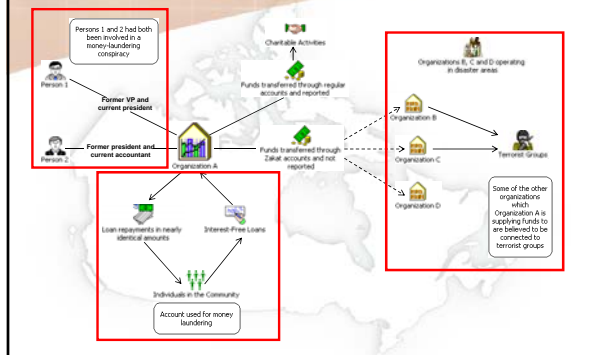 Persons 1 and 2 had both
been involved in a
money-laundering
conspiracy
Person 1
Former VP and
current president
Person 2
Former president and
current accountant
Organization A
Charitable Activities
Funds transferred through regular
accounts and reported
Funds transferred through
Zakat accounts and not
reported
Organizations B, C and D operating
in disaster areas
Organization B
Organization C
Organization D
Terrorist Groups
Some of the other
organizations
which
Organization A is
supplying funds to
are believed to be
connected to
terrorist groups
Loan repayments in nearly
identical amounts
Interest-Free Loans
Individuals in the Community
Account used for money
laundering